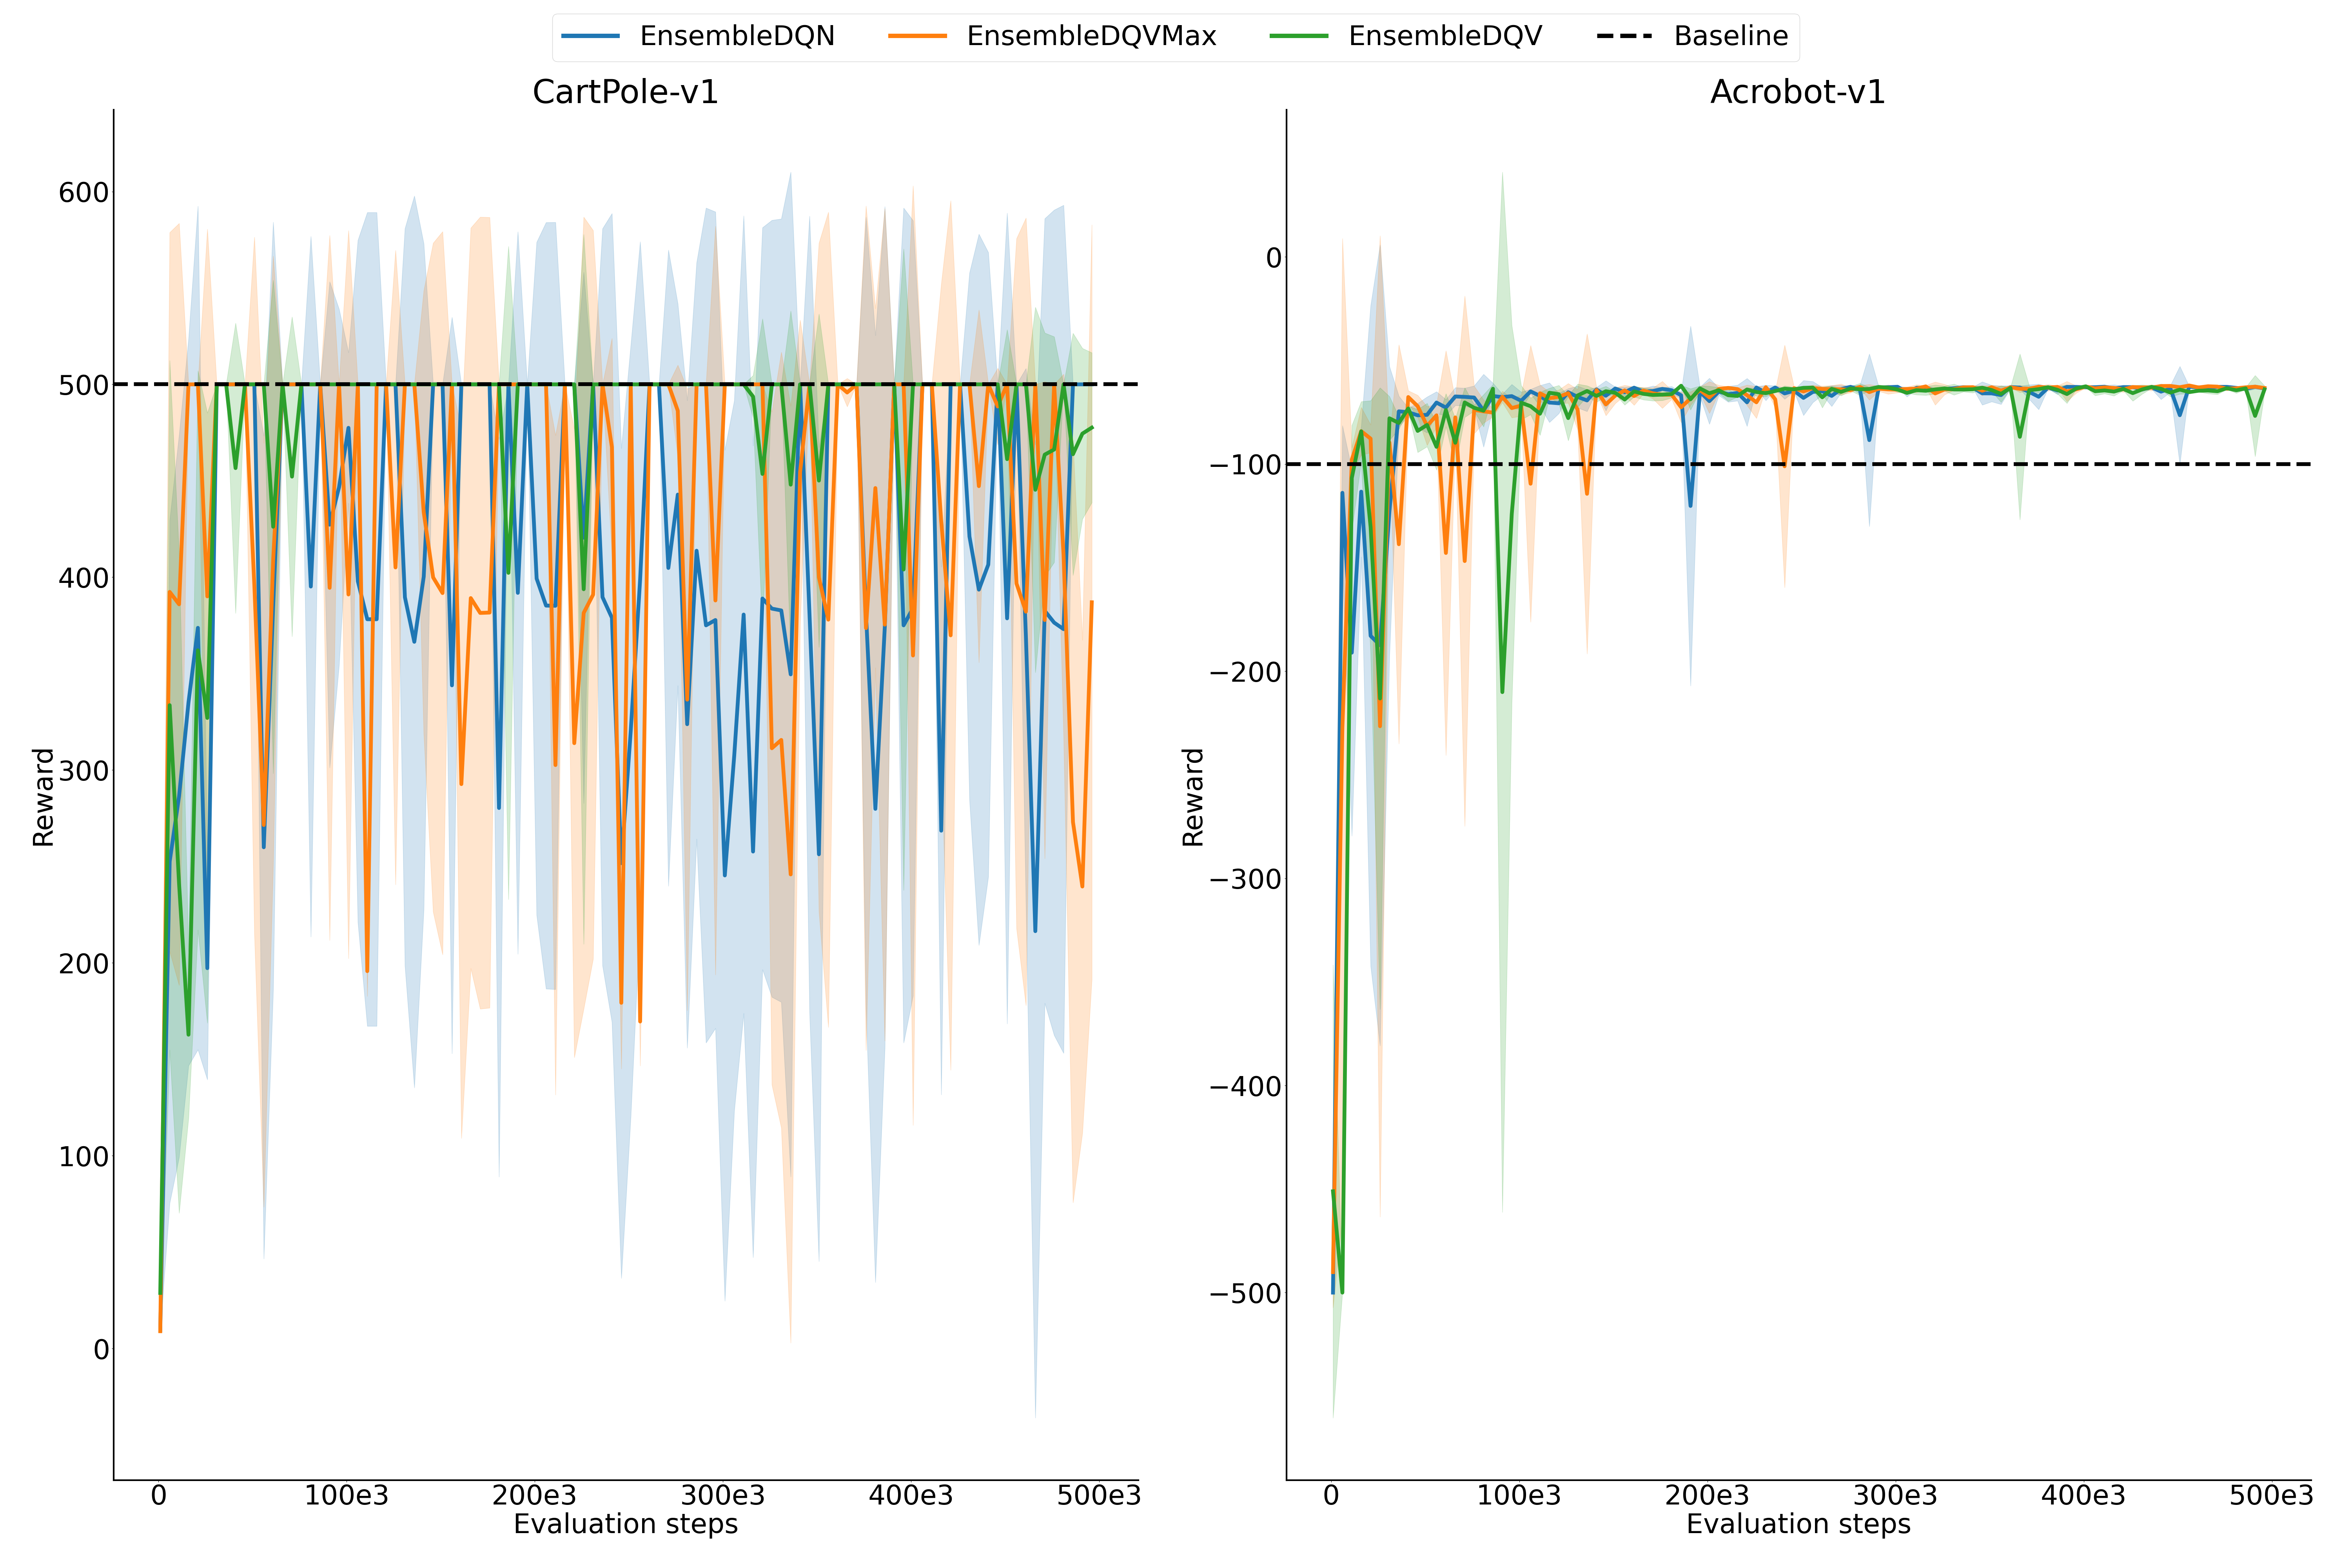 EnsembleDQN EnsembleDQVMax EnsembleDQV Baseline
CartPole-v1
Reward
600
500
400
300
200
100
0
0 100e3 200e3 300e3 400e3 500e3
Evaluation steps
Acrobot-v1
Reward
0
−100
−200
−300
−400
−500
0 100e3 200e3 300e3 400e3 500e3
Evaluation steps